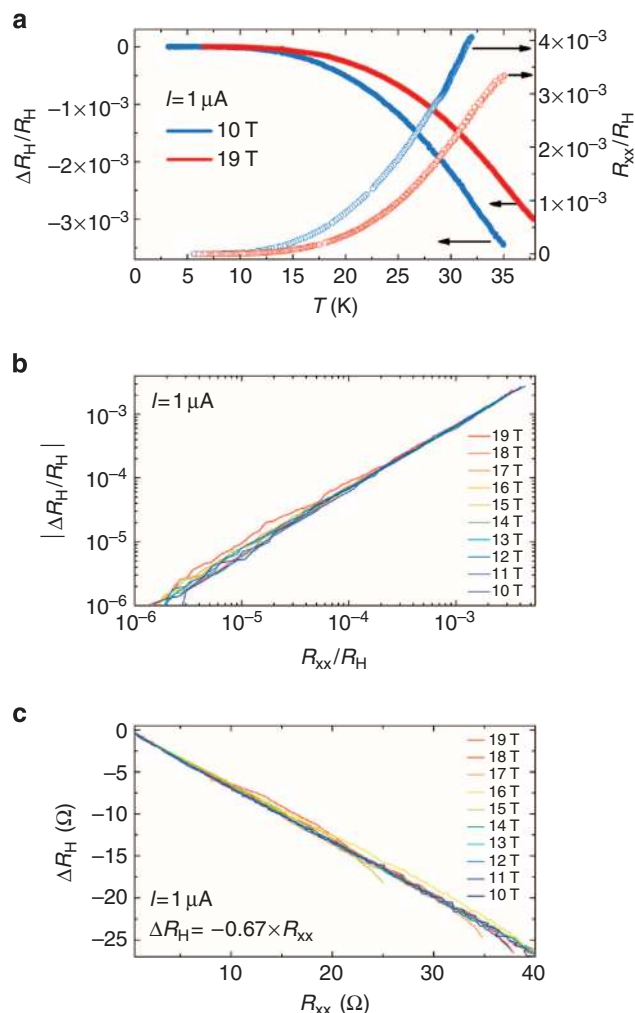 a
0
−1×10⁻³
−2×10⁻³
−3×10⁻³
ΔR_H/R_H
I=1 μA
10 T
19 T
4×10⁻³
3×10⁻³
2×10⁻³
1×10⁻³
0
R_xx/R_H
0 5 10 15 20 25 30 35
T (K)
b
I=1 μA
10⁻³
10⁻⁴
10⁻⁵
10⁻⁶
|ΔR_H/R_H|
19 T
18 T
17 T
16 T
15 T
14 T
13 T
12 T
11 T
10 T
10⁻⁶ 10⁻⁵ 10⁻⁴ 10⁻³
R_xx/R_H
c
0
−5
−10
−15
−20
−25
ΔR_H (Ω)
19 T
18 T
17 T
16 T
15 T
14 T
13 T
12 T
11 T
10 T
I=1 μA
ΔR_H= −0.67×R_xx
10 20 30 40
R_xx (Ω)